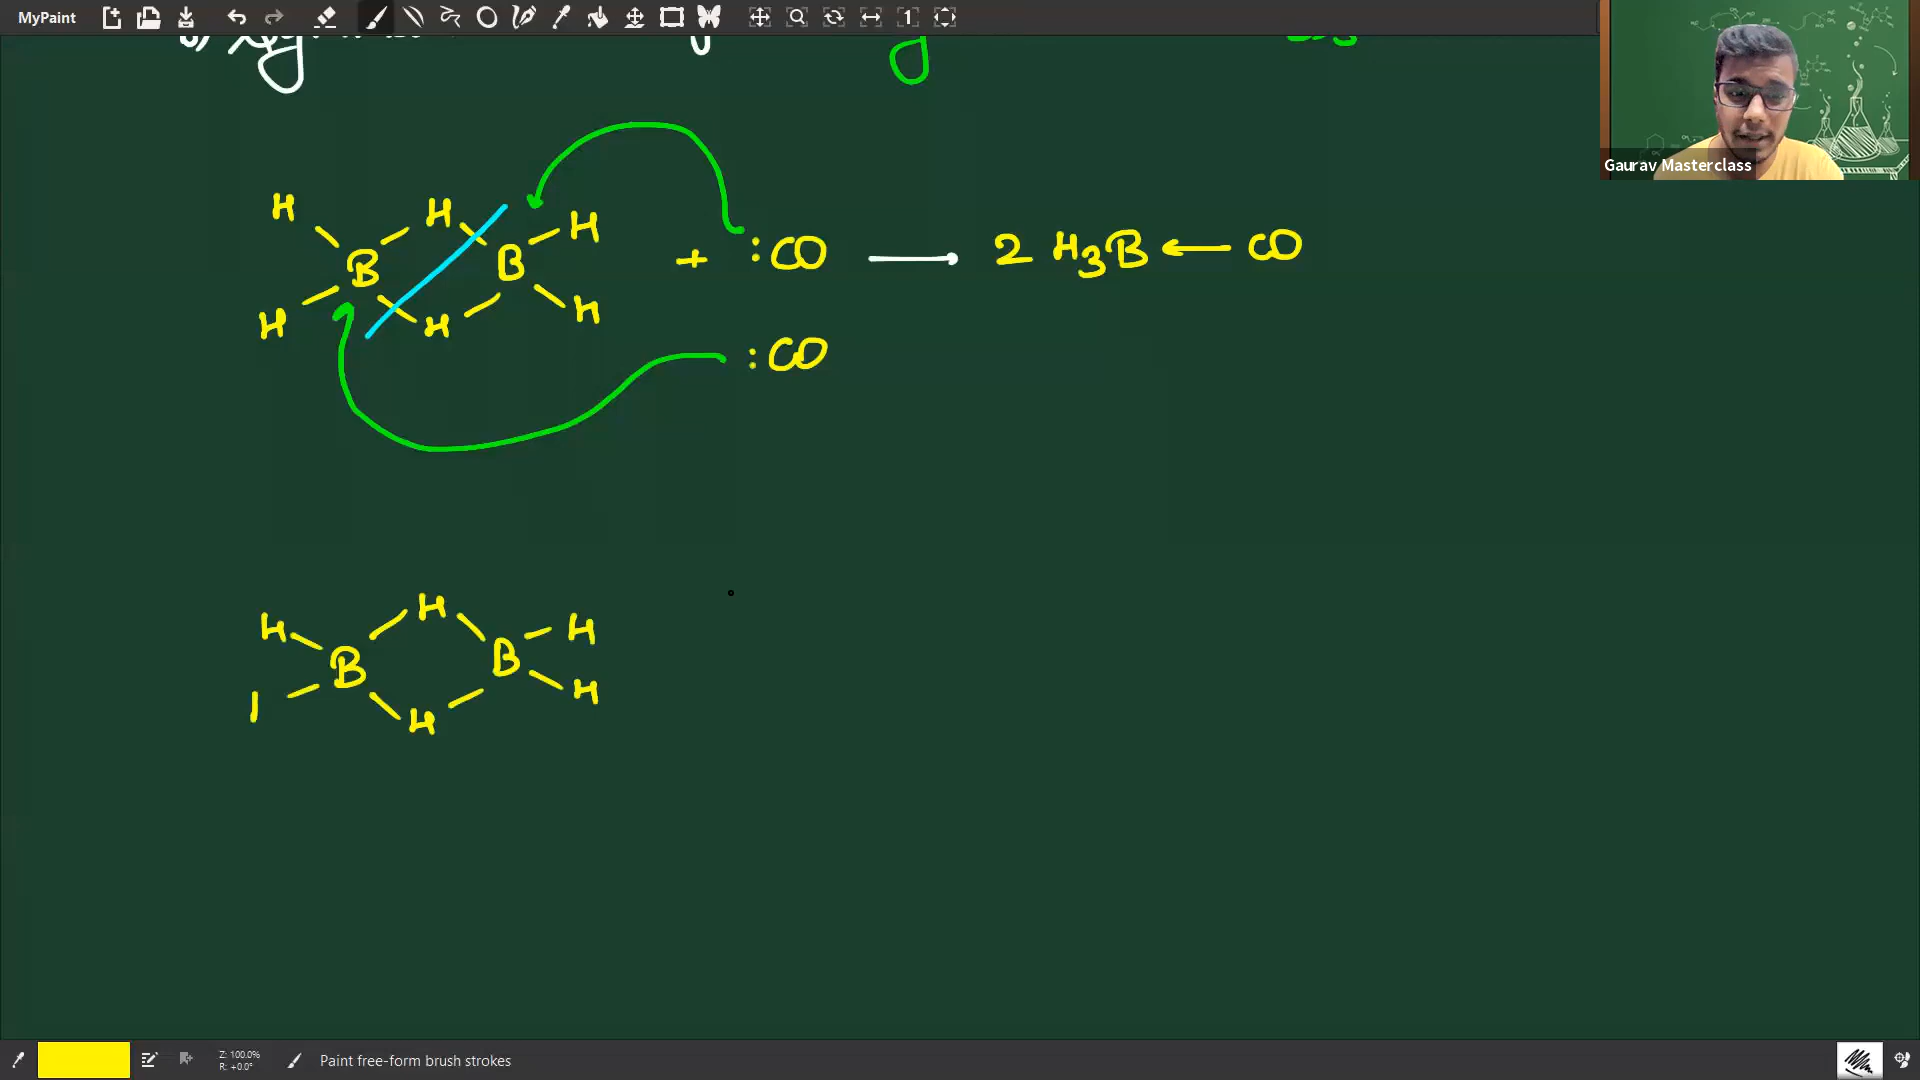 MyPaint
H H H
B B + :CO 2 H3B ← CO
H H H
:CO
Gaurav Masterclass
H H H
B B
I H H
Z: 100.0%
R: +0.0°
Paint free-form brush strokes